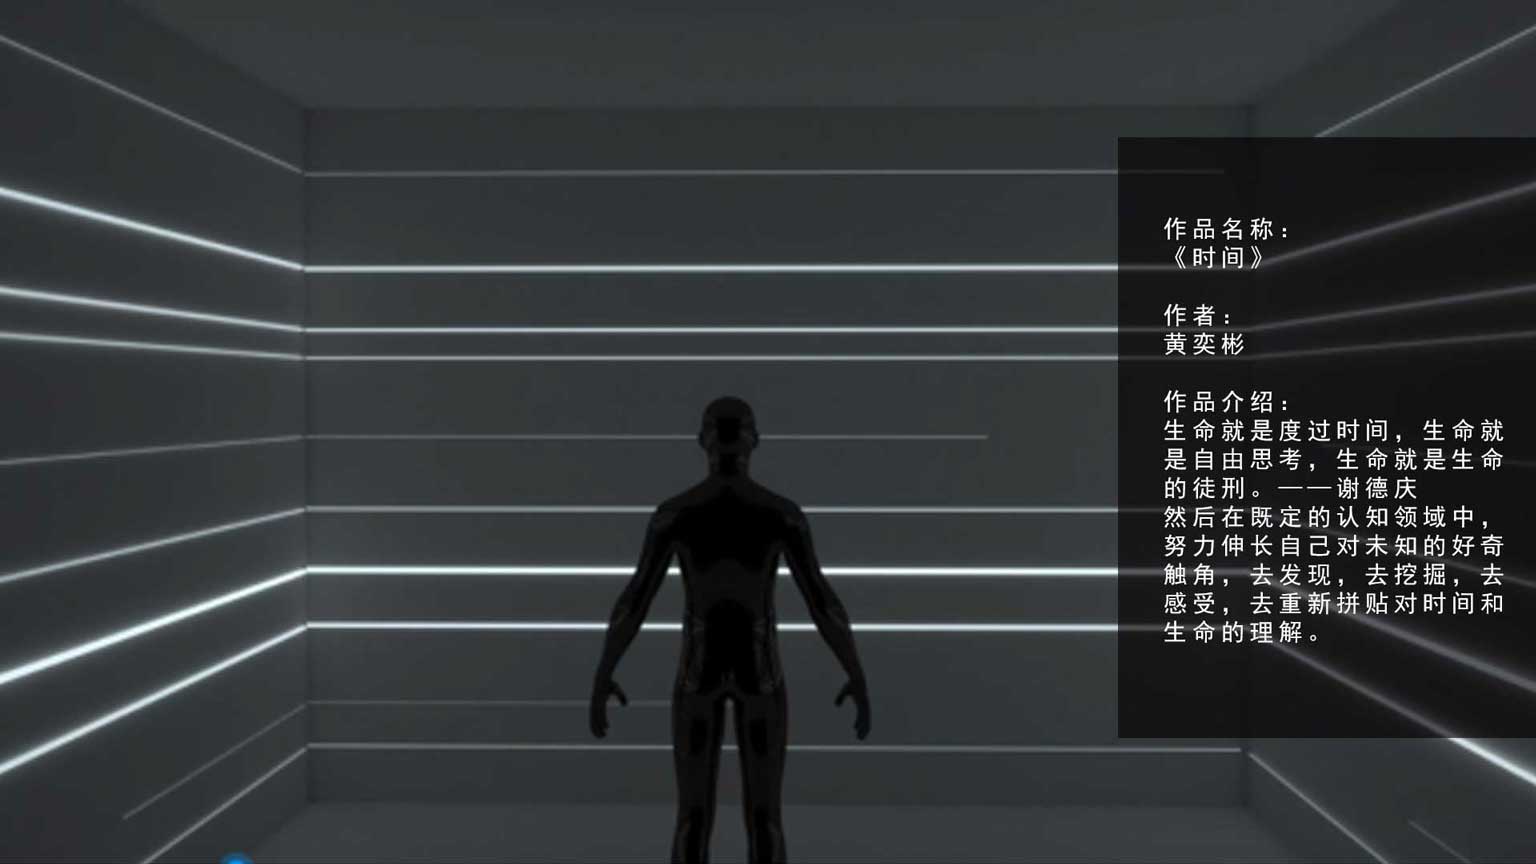 作品名称：
《时间》
作者：
黄奕彬
作品介绍：
生命就是度过时间，生命就
是自由思考，生命就是生命
的徒刑。——谢德庆
然后在既定的认知领域中，
努力伸长自己对未知的好奇
触角，去发现，去挖掘，去
感受，去重新拼贴对时间和
生命的理解。